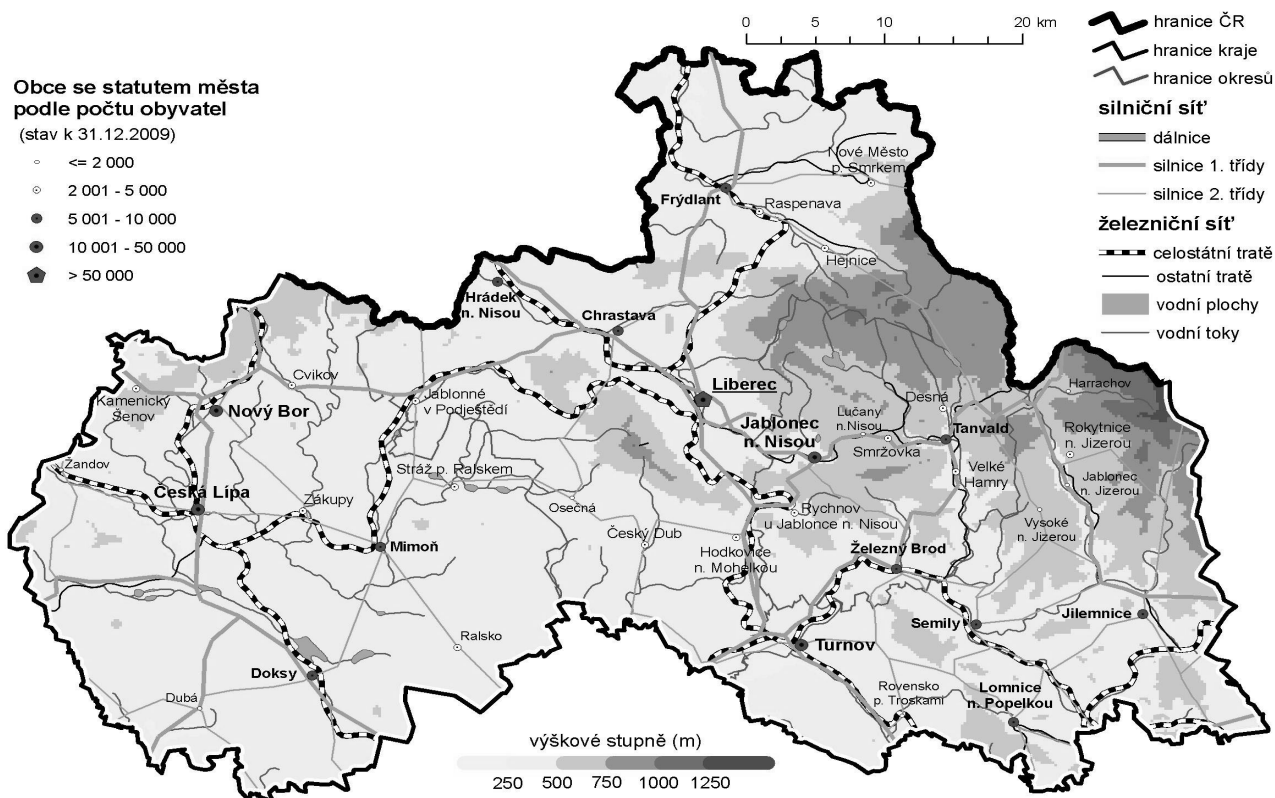 0 5 10 20 km
hranice ČR
hranice kraje
hranice okresů
silniční síť
dálnice
silnice 1. třídy
silnice 2. třídy
železniční síť
celostátní tratě
ostatní tratě
vodní plochy
vodní toky
Obce se statutem města
podle počtu obyvatel
(stav k 31.12.2009)
<= 2 000
2 001 - 5 000
5 001 - 10 000
10 001 - 50 000
> 50 000
Nové Město
p. Smrkem
Frýdlant
Raspenava
Hejnice
Hrádek
n. Nisou
Chrastava
Cvikov
Kamenický
Šenov
Nový Bor
Jablonné
v Podještědí
Liberec
Jablonec
n. Nisou
Lučany
n.Nisou
Desná
Tanvald
Smržovka
Harrachov
Rokytnice
n. Jizerou
Jablonec
n. Jizerou
Velké
Hamry
Vysoké
n. Jizerou
Žandov
Česká Lípa
Zákupy
Stráž p. Ralskem
Osečná
Mimoň
Český Dub
Rychnov
u Jablonce n. Nisou
Hodkovice
n. Mohelkou
Železný Brod
Semily
Jilemnice
Turnov
Ralsko
Doksy
Dubá
Rovensko
p. Troskami
Lomnice
n. Popelkou
výškové stupně (m)
250 500 750 1000 1250